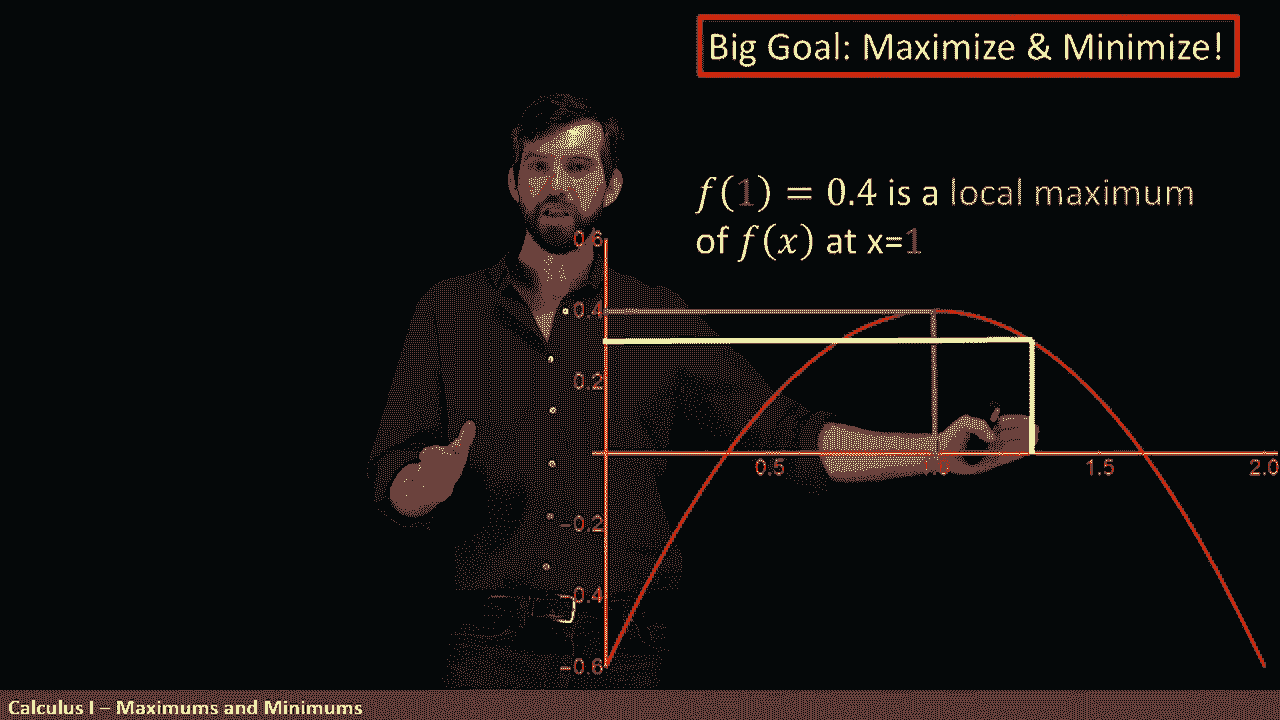 Big Goal: Maximize & Minimize!
f(1) = 0.4 is a local maximum
of f(x) at x=1
0.6
0.4
0.2
0.5 1.0 1.5 2.0
−0.2
−0.4
−0.6
Calculus I – Maximums and Minimums